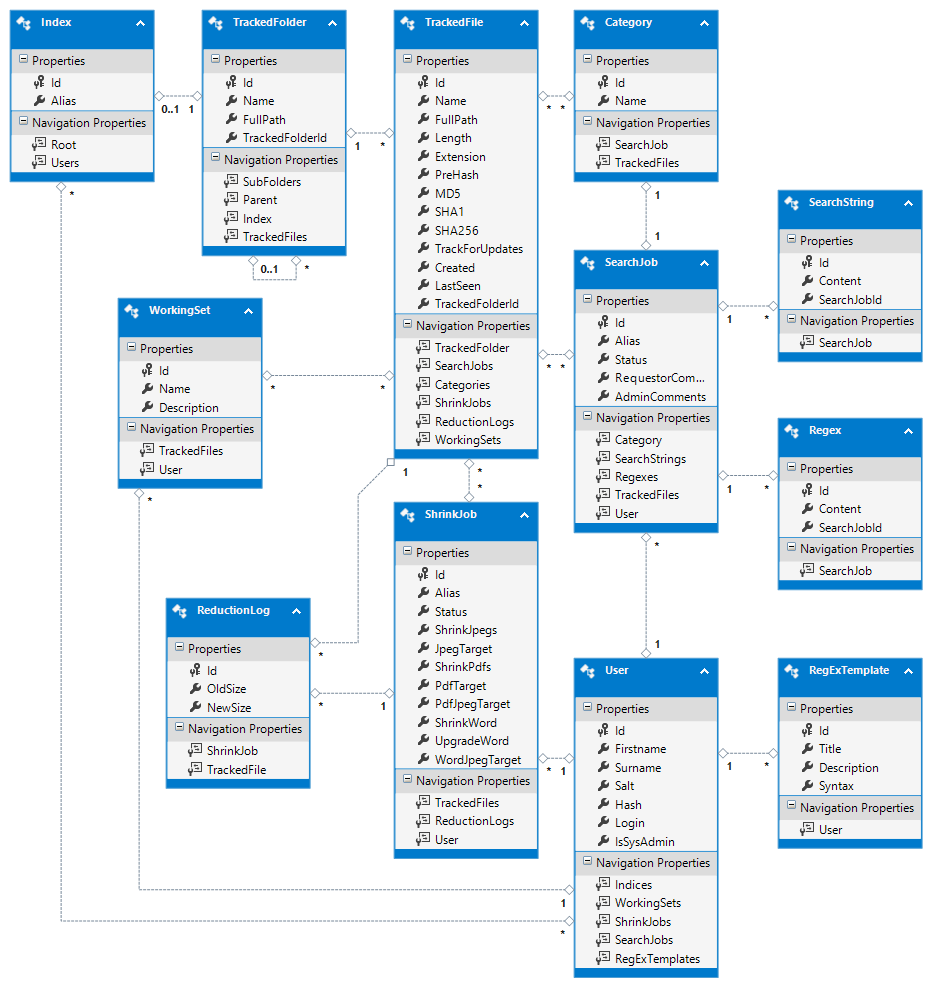 Index
Properties
Id
Alias
Navigation Properties
Root
Users
TrackedFolder
Properties
Id
Name
FullPath
TrackedFolderId
Navigation Properties
SubFolders
Parent
Index
TrackedFiles
TrackedFile
Properties
Id
Name
FullPath
Length
Extension
PreHash
MD5
SHA1
SHA256
TrackForUpdates
Created
LastSeen
TrackedFolderId
Navigation Properties
TrackedFolder
SearchJobs
Categories
ShrinkJobs
ReductionLogs
WorkingSets
Category
Properties
Id
Name
Navigation Properties
SearchJob
TrackedFiles
SearchString
Properties
Id
Content
SearchJobId
Navigation Properties
SearchJob
SearchJob
Properties
Id
Alias
Status
RequestorCom...
AdminComments
Navigation Properties
Category
SearchStrings
Regexes
TrackedFiles
User
WorkingSet
Properties
Id
Name
Description
Navigation Properties
TrackedFiles
User
Regex
Properties
Id
Content
SearchJobId
Navigation Properties
SearchJob
ShrinkJob
Properties
Id
Alias
Status
ShrinkJpegs
JpegTarget
ShrinkPdfs
PdfTarget
PdfJpegTarget
ShrinkWord
UpgradeWord
WordJpegTarget
Navigation Properties
TrackedFiles
ReductionLogs
User
ReductionLog
Properties
Id
OldSize
NewSize
Navigation Properties
ShrinkJob
TrackedFile
User
Properties
Id
Firstname
Surname
Salt
Hash
Login
IsSysAdmin
Navigation Properties
Indices
WorkingSets
ShrinkJobs
SearchJobs
RegExTemplates
RegExTemplate
Properties
Id
Title
Description
Syntax
Navigation Properties
User
0..1 1
1 *
* *
1
1
*
0..1 *
1 *
* *
* *
1 *
1
*
*
*
*
* 1
*
1
* 1
1 *
1
*